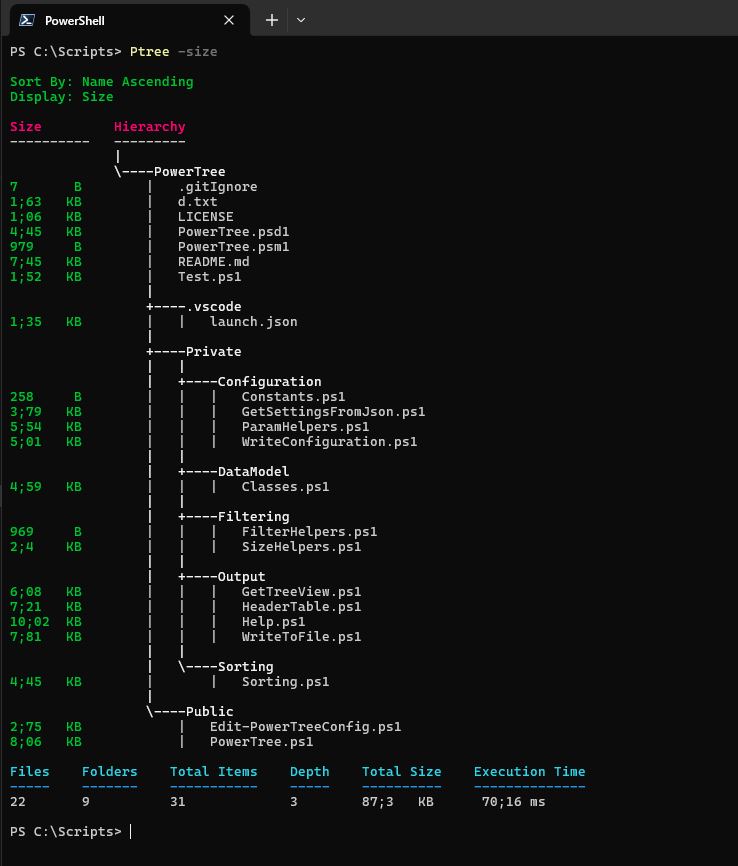 PowerShell
PS C:\Scripts> Ptree -size
Sort By: Name Ascending
Display: Size
Size Hierarchy
---------- ---------
|
\----PowerTree
7 B | .gitIgnore
1;63 KB | d.txt
1;06 KB | LICENSE
4;45 KB | PowerTree.psd1
979 B | PowerTree.psm1
7;45 KB | README.md
1;52 KB | Test.ps1
|
+----.vscode
1;35 KB | | launch.json
|
+----Private
| |
| +----Configuration
258 B | | | Constants.ps1
3;79 KB | | | GetSettingsFromJson.ps1
5;54 KB | | | ParamHelpers.ps1
5;01 KB | | | WriteConfiguration.ps1
| |
| +----DataModel
4;59 KB | | | Classes.ps1
| |
| +----Filtering
969 B | | | FilterHelpers.ps1
2;4 KB | | | SizeHelpers.ps1
| |
| +----Output
6;08 KB | | | GetTreeView.ps1
7;21 KB | | | HeaderTable.ps1
10;02 KB | | | Help.ps1
7;81 KB | | | WriteToFile.ps1
| |
| \----Sorting
4;45 KB | | Sorting.ps1
|
\----Public
2;75 KB | Edit-PowerTreeConfig.ps1
8;06 KB | PowerTree.ps1
Files Folders Total Items Depth Total Size Execution Time
----- ------- ----------- ----- ---------- --------------
22 9 31 3 87;3 KB 70;16 ms
PS C:\Scripts>